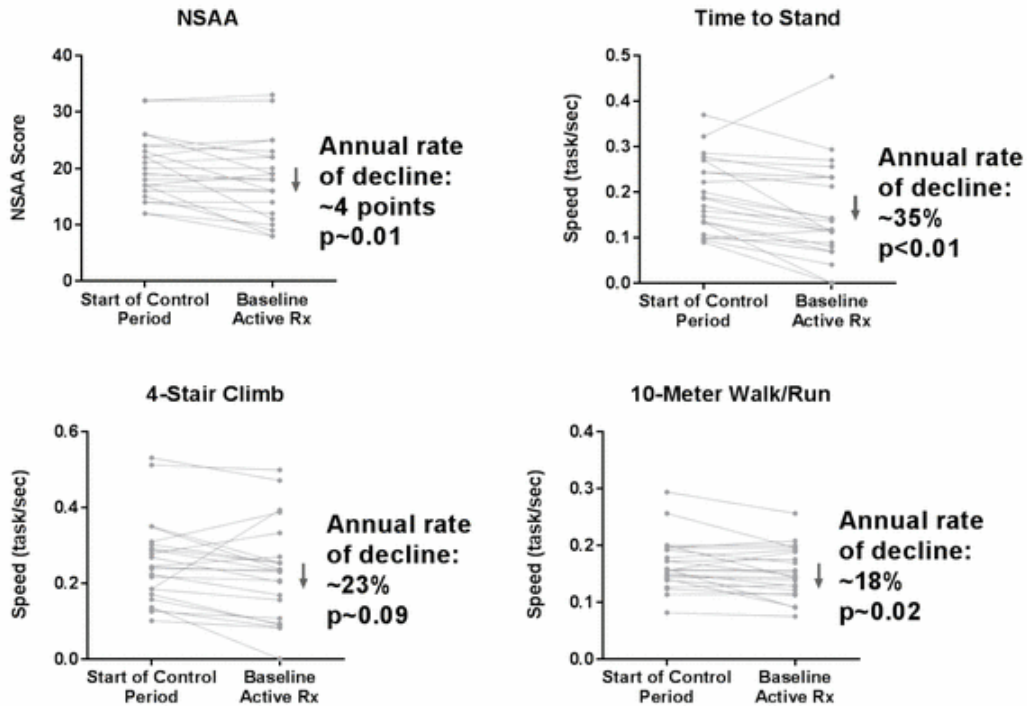 NSAA
40
30
20
10
0
NSAA Score
Start of Control
Period
Baseline
Active Rx
Annual rate
of decline:
~4 points
p~0.01
Time to Stand
0.5
0.4
0.3
0.2
0.1
0.0
Speed (task/sec)
Start of Control
Period
Baseline
Active Rx
Annual rate
of decline:
~35%
p<0.01
4-Stair Climb
0.6
0.4
0.2
0.0
Speed (task/sec)
Start of Control
Period
Baseline
Active Rx
Annual rate
of decline:
~23%
p~0.09
10-Meter Walk/Run
0.4
0.3
0.2
0.1
0.0
Speed (task/sec)
Start of Control
Period
Baseline
Active Rx
Annual rate
of decline:
~18%
p~0.02